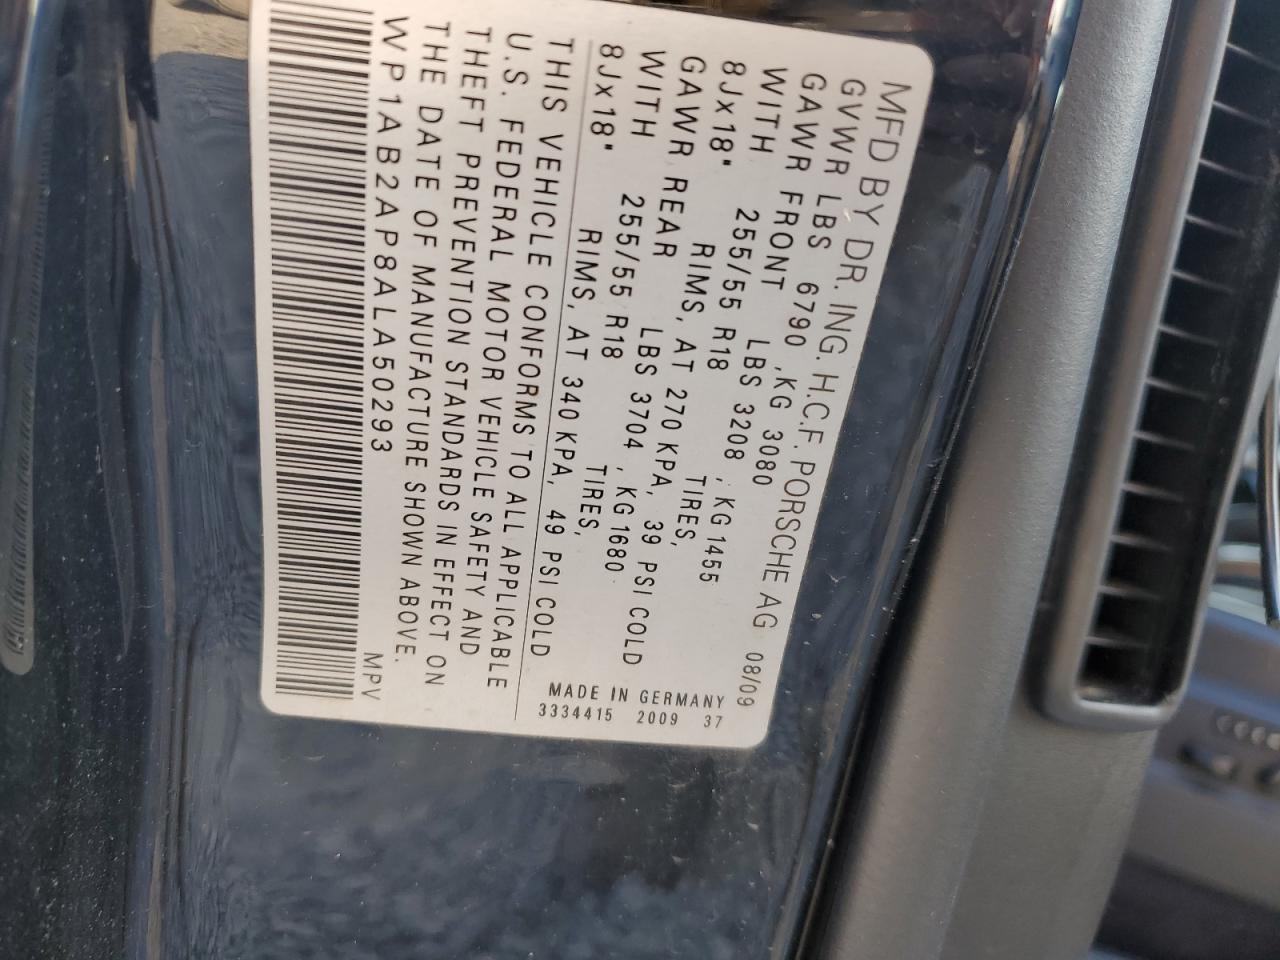 MFD BY DR. ING. H.C.F. PORSCHE AG 08/09
GVWR LBS 6790 ,KG 3080
GAWR FRONT LBS 3208 ,KG 1455
WITH 255/55 R18 TIRES,
8Jx18" RIMS, AT 270 KPA, 39 PSI COLD
GAWR REAR LBS 3704 ,KG 1680
WITH 255/55 R18 TIRES,
8Jx18" RIMS, AT 340 KPA, 49 PSI COLD
MADE IN GERMANY
3334415 2009 37
THIS VEHICLE CONFORMS TO ALL APPLICABLE
U.S. FEDERAL MOTOR VEHICLE SAFETY AND
THEFT PREVENTION STANDARDS IN EFFECT ON
THE DATE OF MANUFACTURE SHOWN ABOVE.
WP1AB2AP8ALA50293 MPV